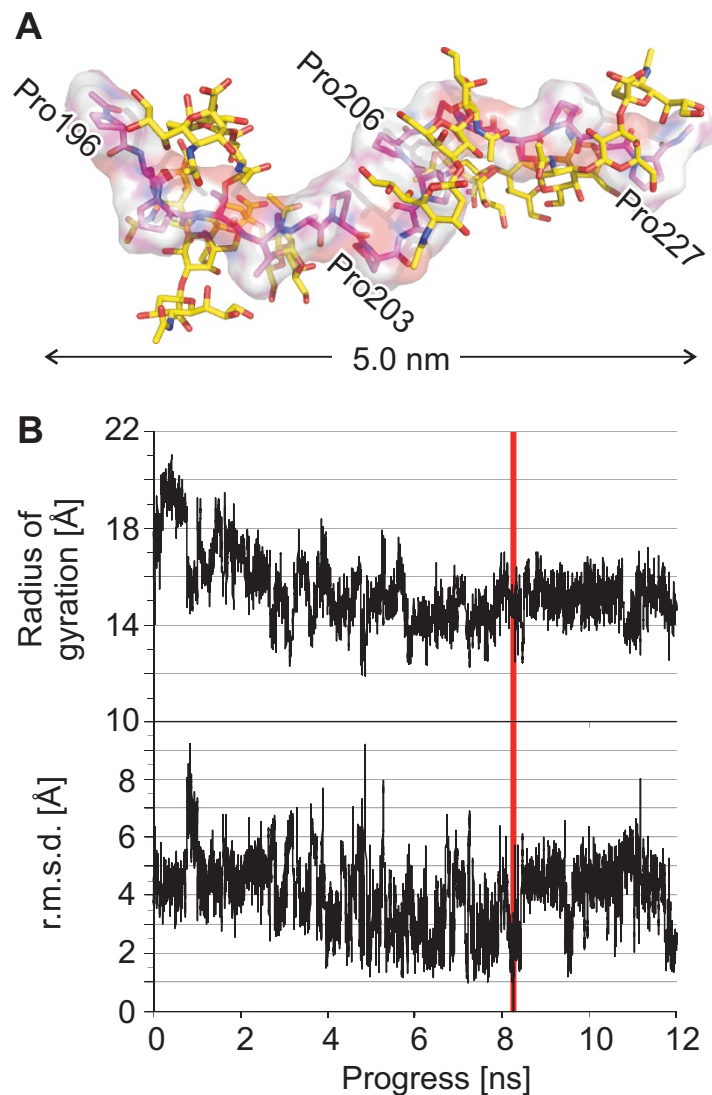 A
Pro196
Pro206
Pro203
Pro227
5.0 nm
B
22
18
14
10
Radius of
gyration [Å]
8
6
4
2
0
r.m.s.d. [Å]
0 2 4 6 8 10 12
Progress [ns]